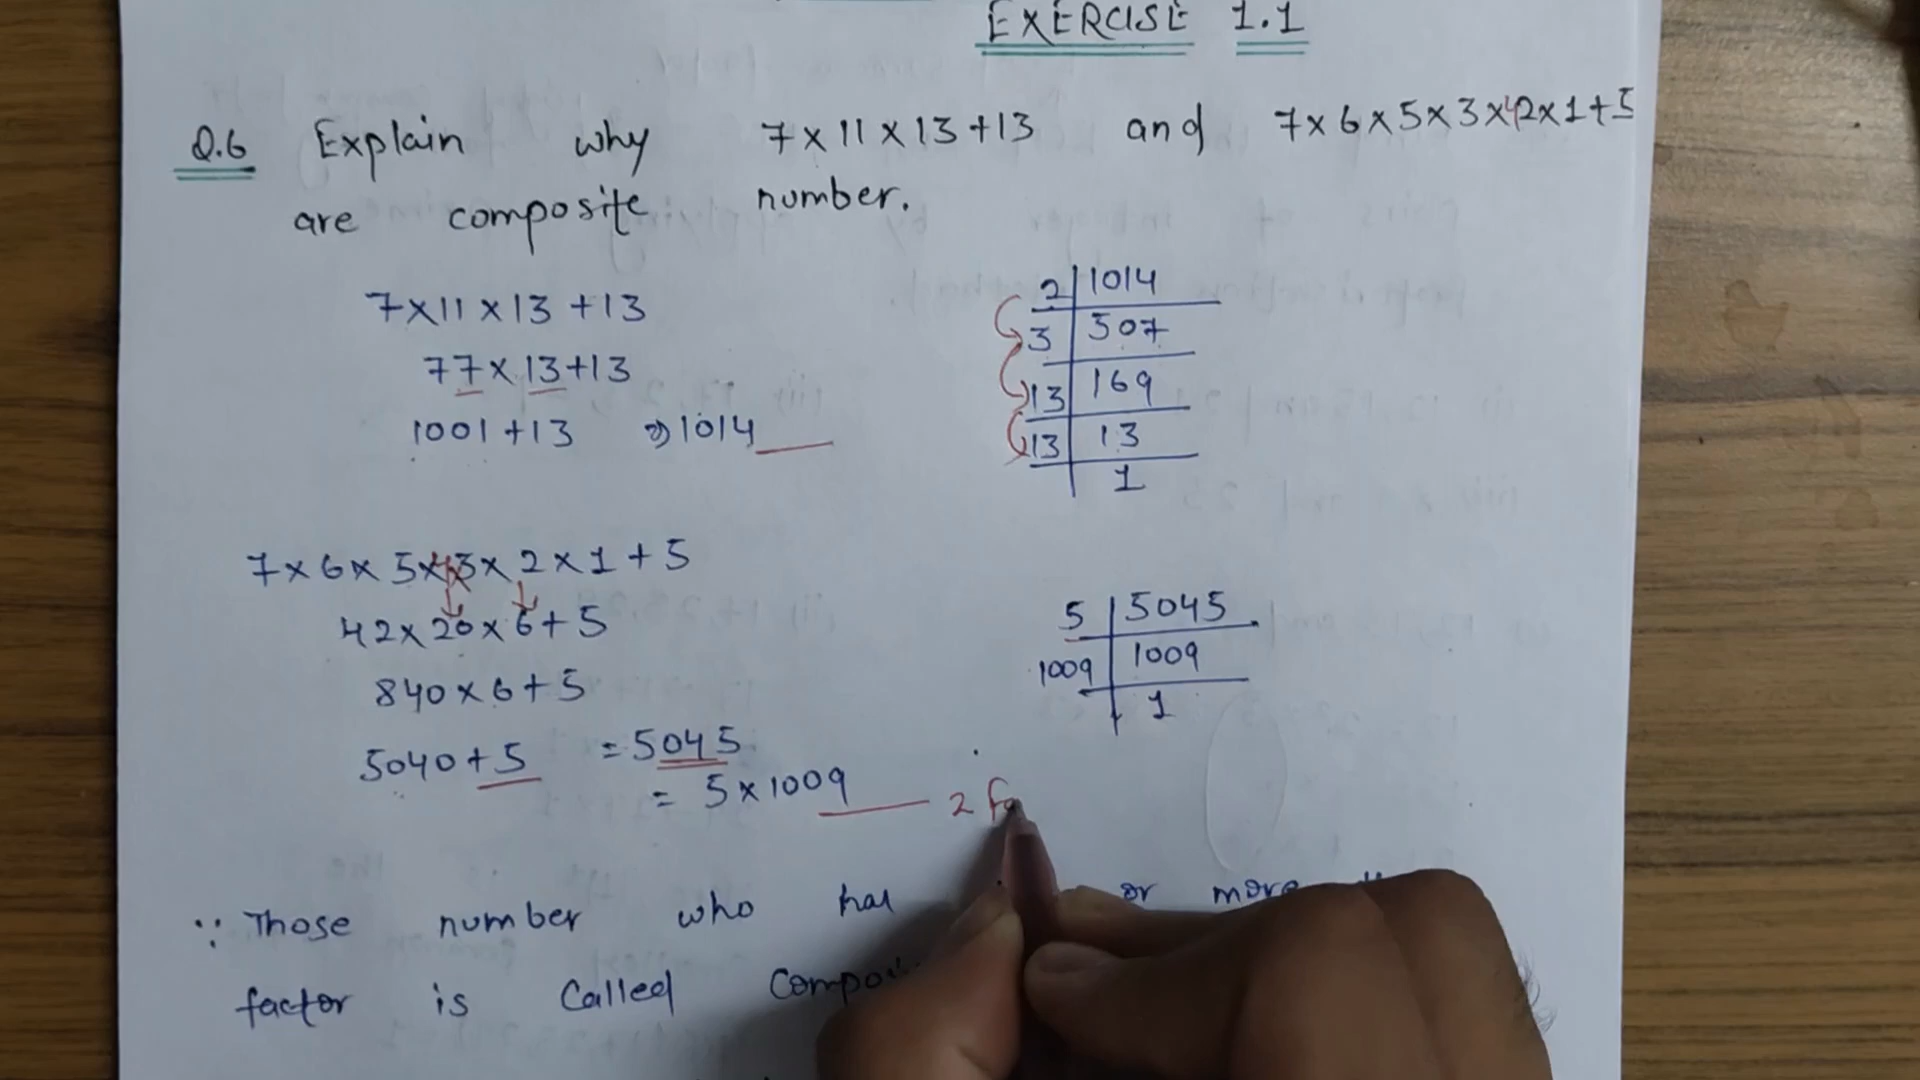 EXERCISE 1.1
Q.6 Explain why 7×11×13+13 and 7×6×5×3×4×2×1+5
are composite number.
7×11×13+13
77×13+13
1001+13 ⇒1014
2|1014
3|507
13|169
13|13
1
7×6×5×4×3×2×1+5
42×20×6+5
840×6+5
5040+5 =5045
= 5×1009 2 fa
5|5045
1009|1009
1
∵ Those number who has or more
factor is called